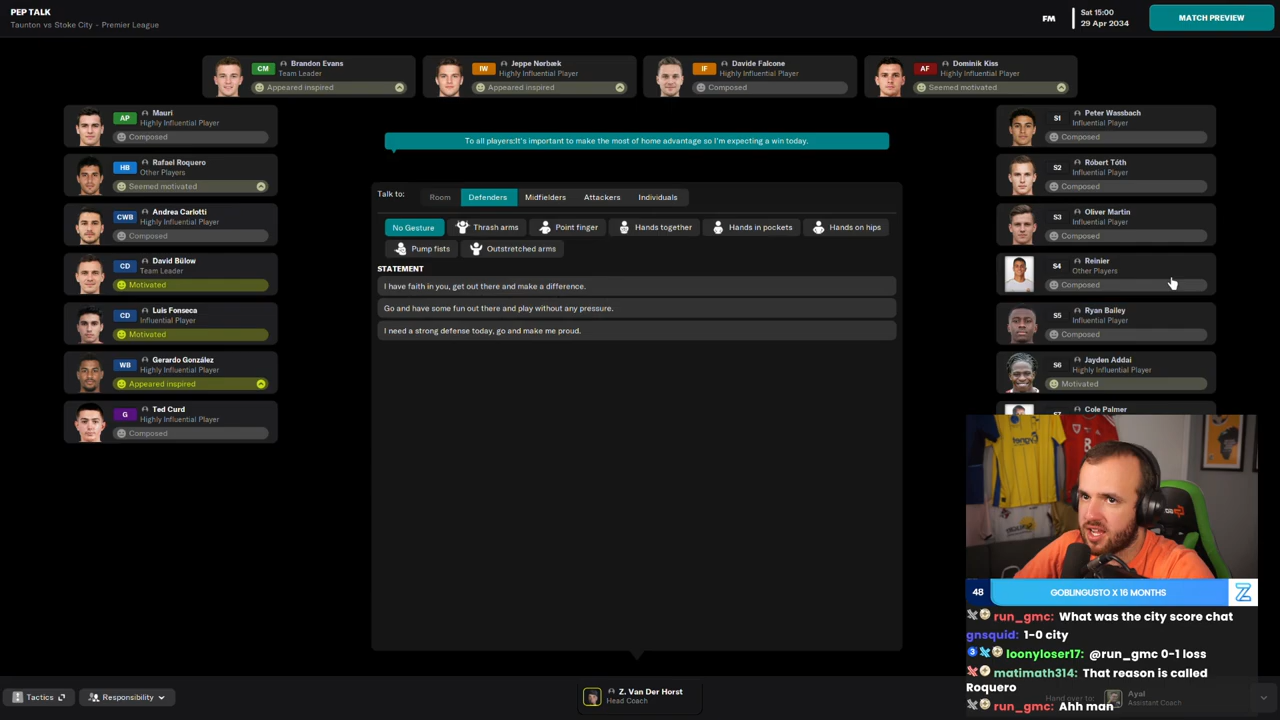 PEP TALK
Taunton vs Stoke City - Premier League
FM
Sat 15:00
29 Apr 2034
MATCH PREVIEW
CM
Brandon Evans
Team Leader
Appeared inspired
IW
Jeppe Nørbæk
Highly Influential Player
Appeared inspired
IF
Davide Falcone
Highly Influential Player
Composed
AF
Dominik Kiss
Highly Influential Player
Seemed motivated
AP
Mauri
Highly Influential Player
Composed
HB
Rafael Roquero
Other Players
Seemed motivated
CWB
Andrea Carlotti
Highly Influential Player
Composed
CD
David Bülow
Team Leader
Motivated
CD
Luis Fonseca
Influential Player
Motivated
WB
Gerardo González
Highly Influential Player
Appeared inspired
G
Ted Curd
Highly Influential Player
Composed
To all players:It's important to make the most of home advantage so I'm expecting a win today.
Talk to: Room Defenders Midfielders Attackers Individuals
No Gesture Thrash arms Point finger Hands together Hands in pockets Hands on hips
Pump fists Outstretched arms
STATEMENT
I have faith in you, get out there and make a difference.
Go and have some fun out there and play without any pressure.
I need a strong defense today, go and make me proud.
S1
Peter Wassbach
Influential Player
Composed
S2
Róbert Tóth
Influential Player
Composed
S3
Oliver Martin
Influential Player
Composed
S4
Reinier
Other Players
Composed
S5
Ryan Bailey
Influential Player
Composed
S6
Jayden Addai
Highly Influential Player
Motivated
S7
Cole Palmer
48 GOBLINGUSTO X 16 MONTHS
run_gmc: What was the city score chat
gnsquid: 1-0 city
3 loonyloser17: @run_gmc 0-1 loss
matimath314: That reason is called
Roquero
run_gmc: Ahh man
Hand over to:
Ayal
Assistant Coach
Tactics Responsibility
Z. Van Der Horst
Head Coach